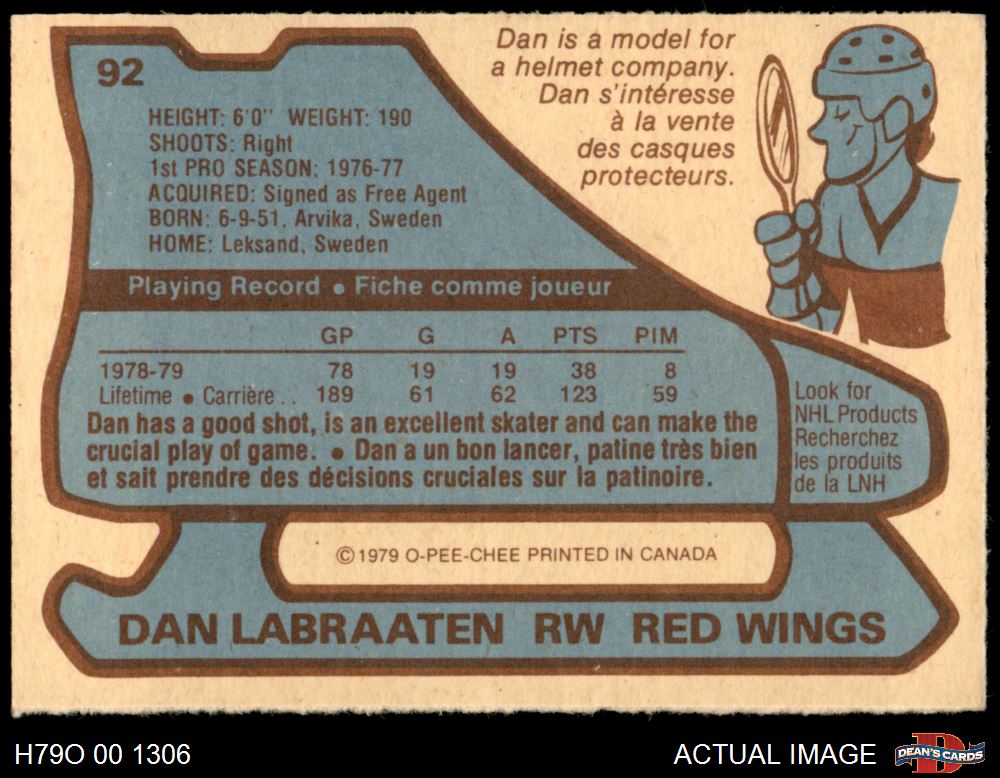 92
HEIGHT: 6'0" WEIGHT: 190
SHOOTS: Right
1st PRO SEASON: 1976-77
ACQUIRED: Signed as Free Agent
BORN: 6-9-51, Arvika, Sweden
HOME: Leksand, Sweden
Dan is a model for
a helmet company.
Dan s'intéresse
à la vente
des casques
protecteurs.
Playing Record • Fiche comme joueur
GP G A PTS PIM
1978-79 78 19 19 38 8
Lifetime • Carrière . . 189 61 62 123 59
Dan has a good shot, is an excellent skater and can make the
crucial play of game. • Dan a un bon lancer, patine très bien
et sait prendre des décisions cruciales sur la patinoire.
Look for
NHL Products
Recherchez
les produits
de la LNH
©1979 O-PEE-CHEE PRINTED IN CANADA
DAN LABRAATEN RW RED WINGS
H79O 00 1306
ACTUAL IMAGE
DEAN'S CARDS